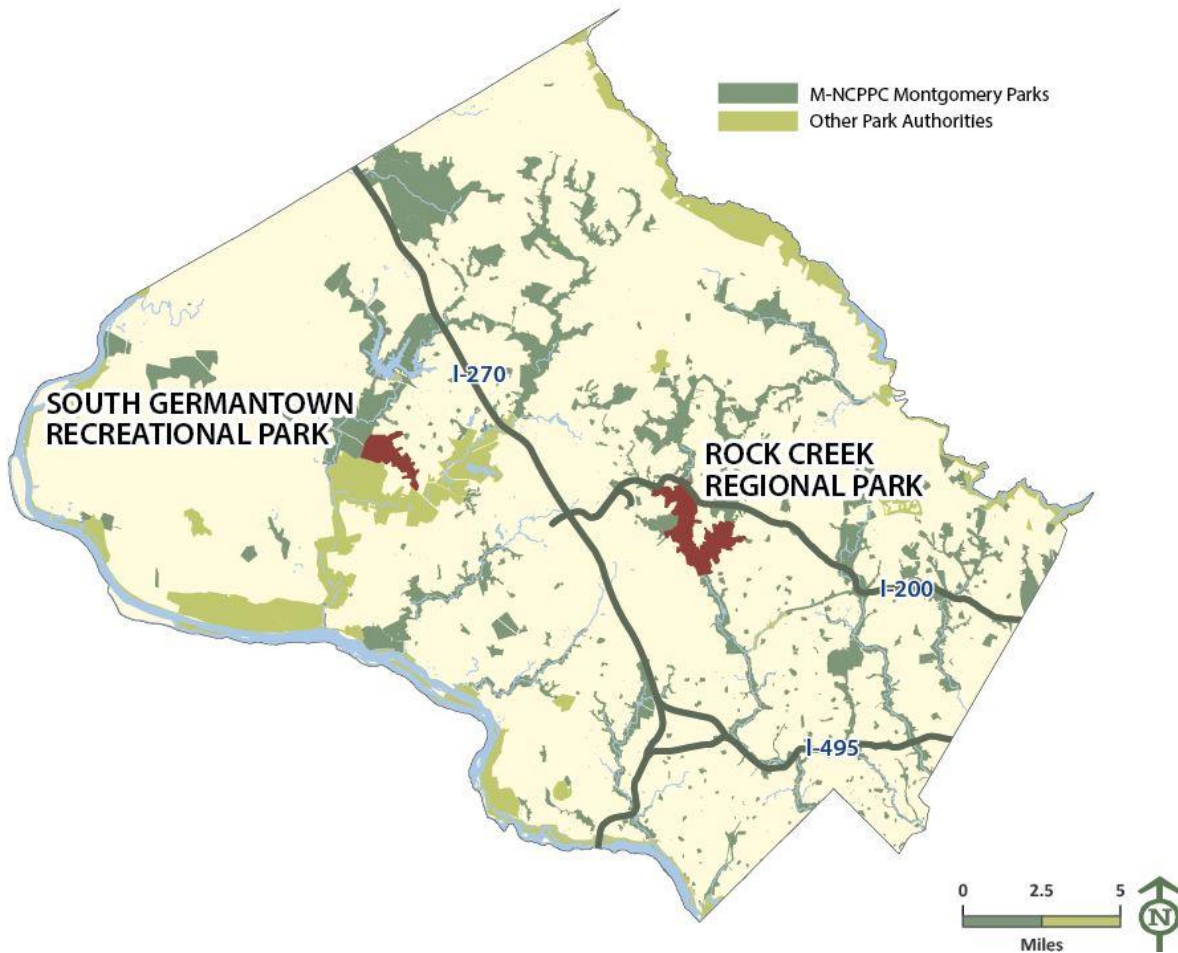 M-NCPPC Montgomery Parks
Other Park Authorities
I-270
SOUTH GERMANTOWN
RECREATIONAL PARK
ROCK CREEK
REGIONAL PARK
I-200
I-495
0 2.5 5
Miles
N